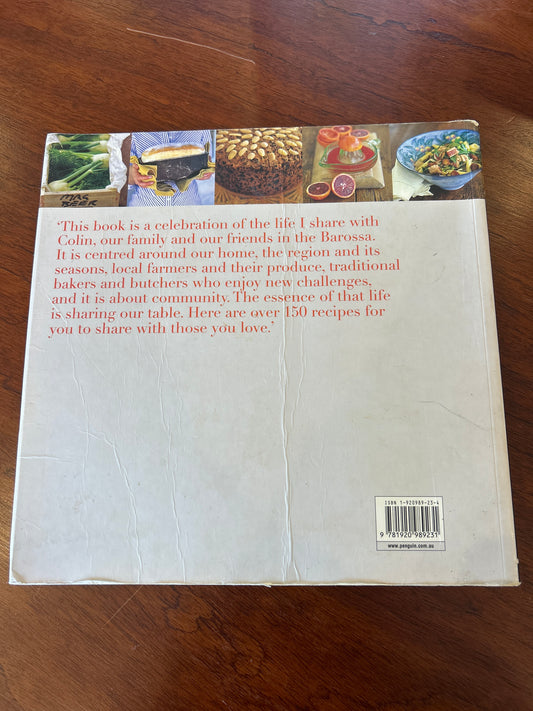 MAG
BEER
‘This book is a celebration of the life I share with
Colin, our family and our friends in the Barossa.
It is centred around our home, the region and its
seasons, local farmers and their produce, traditional
bakers and butchers who enjoy new challenges,
and it is about community. The essence of that life
is sharing our table. Here are over 150 recipes for
you to share with those you love.’
ISBN 1-920989-23-4
9 781920 989231
www.penguin.com.au